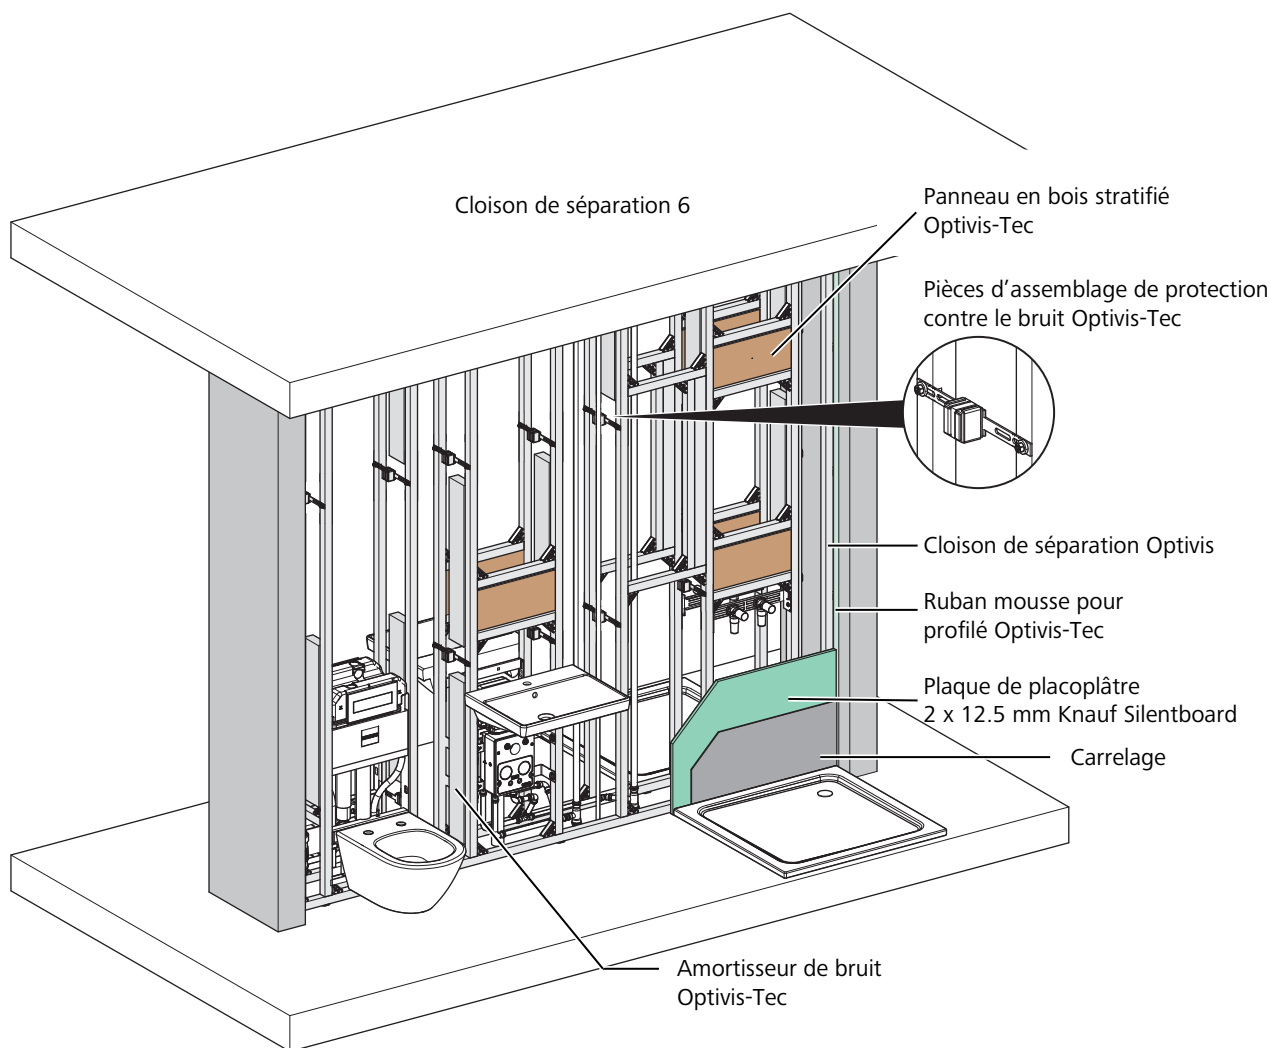 Cloison de séparation 6
Panneau en bois stratifié
Optivis-Tec
Pièces d’assemblage de protection
contre le bruit Optivis-Tec
Cloison de séparation Optivis
Ruban mousse pour
profilé Optivis-Tec
Plaque de placoplâtre
2 x 12.5 mm Knauf Silentboard
Carrelage
Amortisseur de bruit
Optivis-Tec